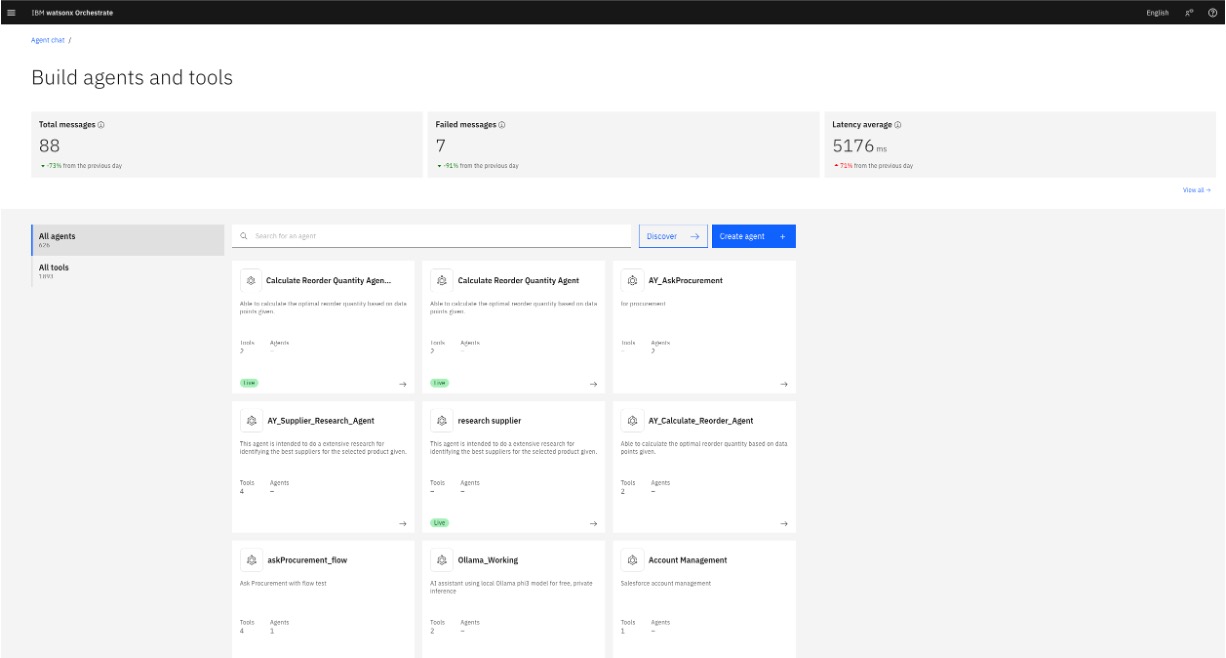 IBM watsonx Orchestrate
English
Agent chat /
Build agents and tools
Total messages
88
-73% from the previous day
Failed messages
7
-91% from the previous day
Latency average
5176 ms
71% from the previous day
View all →
All agents
626
All tools
1893
Search for an agent
Discover →
Create agent +
Calculate Reorder Quantity Agen...
Able to calculate the optimal reorder quantity based on data
points given.
Tools Agents
2 –
Live
Calculate Reorder Quantity Agent
Able to calculate the optimal reorder quantity based on data
points given.
Tools Agents
2 –
Live
AY_AskProcurement
for procurement
Tools Agents
– 2
AY_Supplier_Research_Agent
This agent is intended to do a extensive research for
identifying the best suppliers for the selected product given.
Tools Agents
4 –
research supplier
This agent is intended to do a extensive research for
identifying the best suppliers for the selected product given.
Tools Agents
– –
Live
AY_Calculate_Reorder_Agent
Able to calculate the optimal reorder quantity based on data
points given.
Tools Agents
2 –
askProcurement_flow
Ask Procurement with flow test
Tools Agents
4 1
Ollama_Working
AI assistant using local Ollama phi3 model for free, private
inference
Tools Agents
2 –
Account Management
Salesforce account management
Tools Agents
1 –